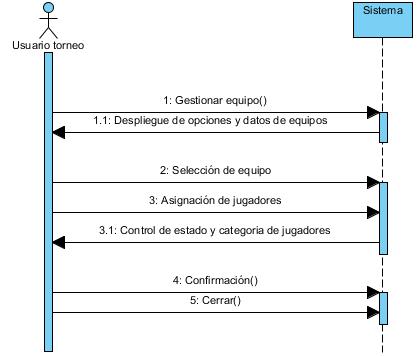 Sistema
Usuario torneo
1: Gestionar equipo()
1.1: Despliegue de opciones y datos de equipos
2: Selección de equipo
3: Asignación de jugadores
3.1: Control de estado y categoria de jugadores
4: Confirmación()
5: Cerrar()